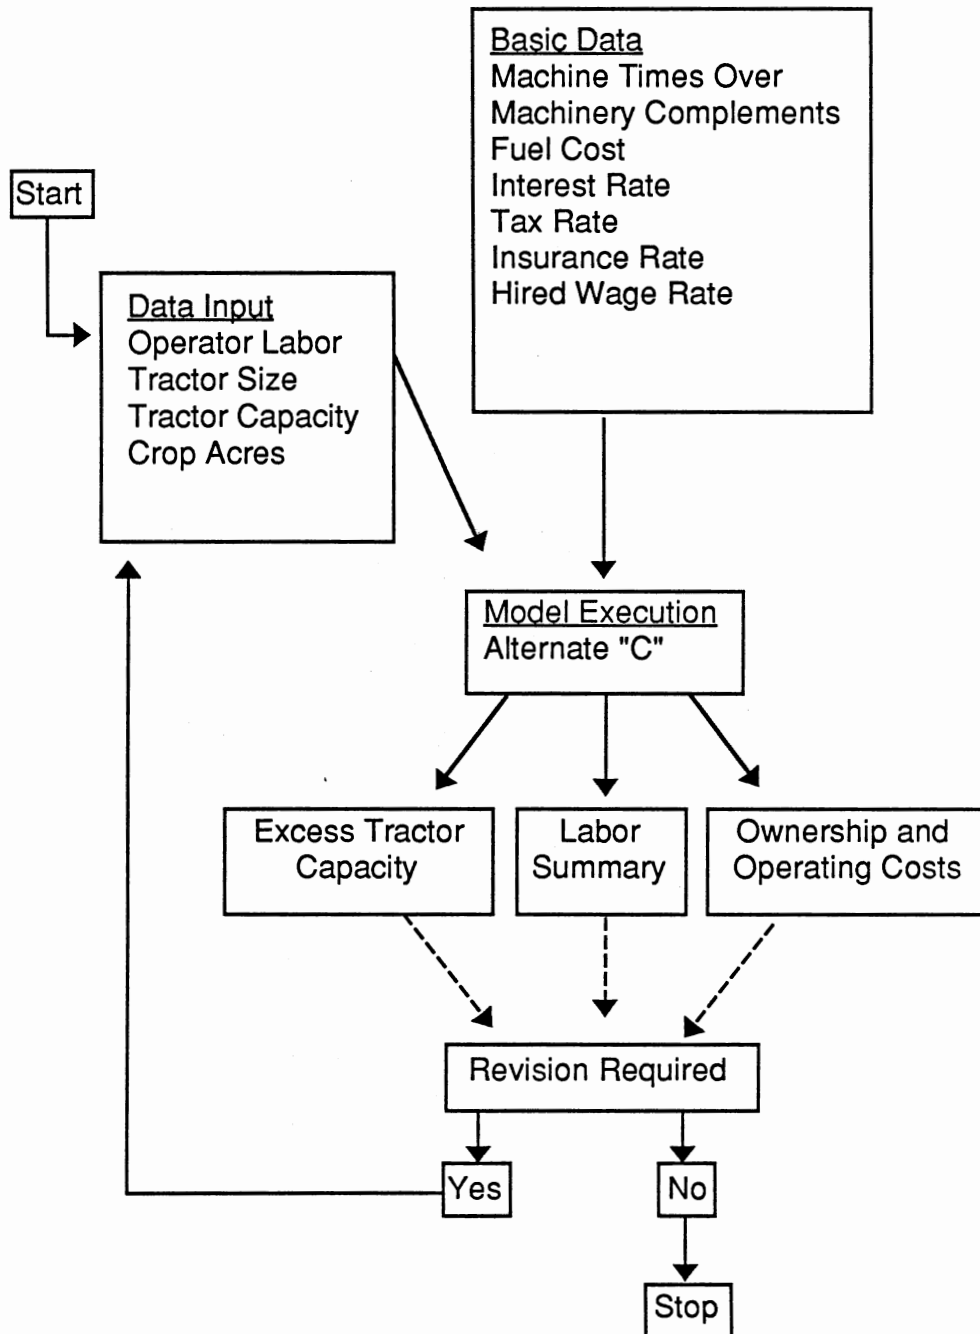 Basic Data
Machine Times Over
Machinery Complements
Fuel Cost
Interest Rate
Tax Rate
Insurance Rate
Hired Wage Rate
Start
Data Input
Operator Labor
Tractor Size
Tractor Capacity
Crop Acres
Model Execution
Alternate "C"
Excess Tractor
Capacity
Labor
Summary
Ownership and
Operating Costs
Revision Required
Yes
No
Stop